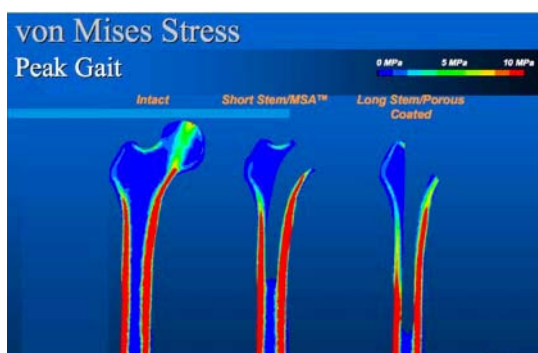 von Mises Stress
Peak Gait
0 MPa 5 MPa 10 MPa
Intact Short Stem/MSA™ Long Stem/Porous
Coated